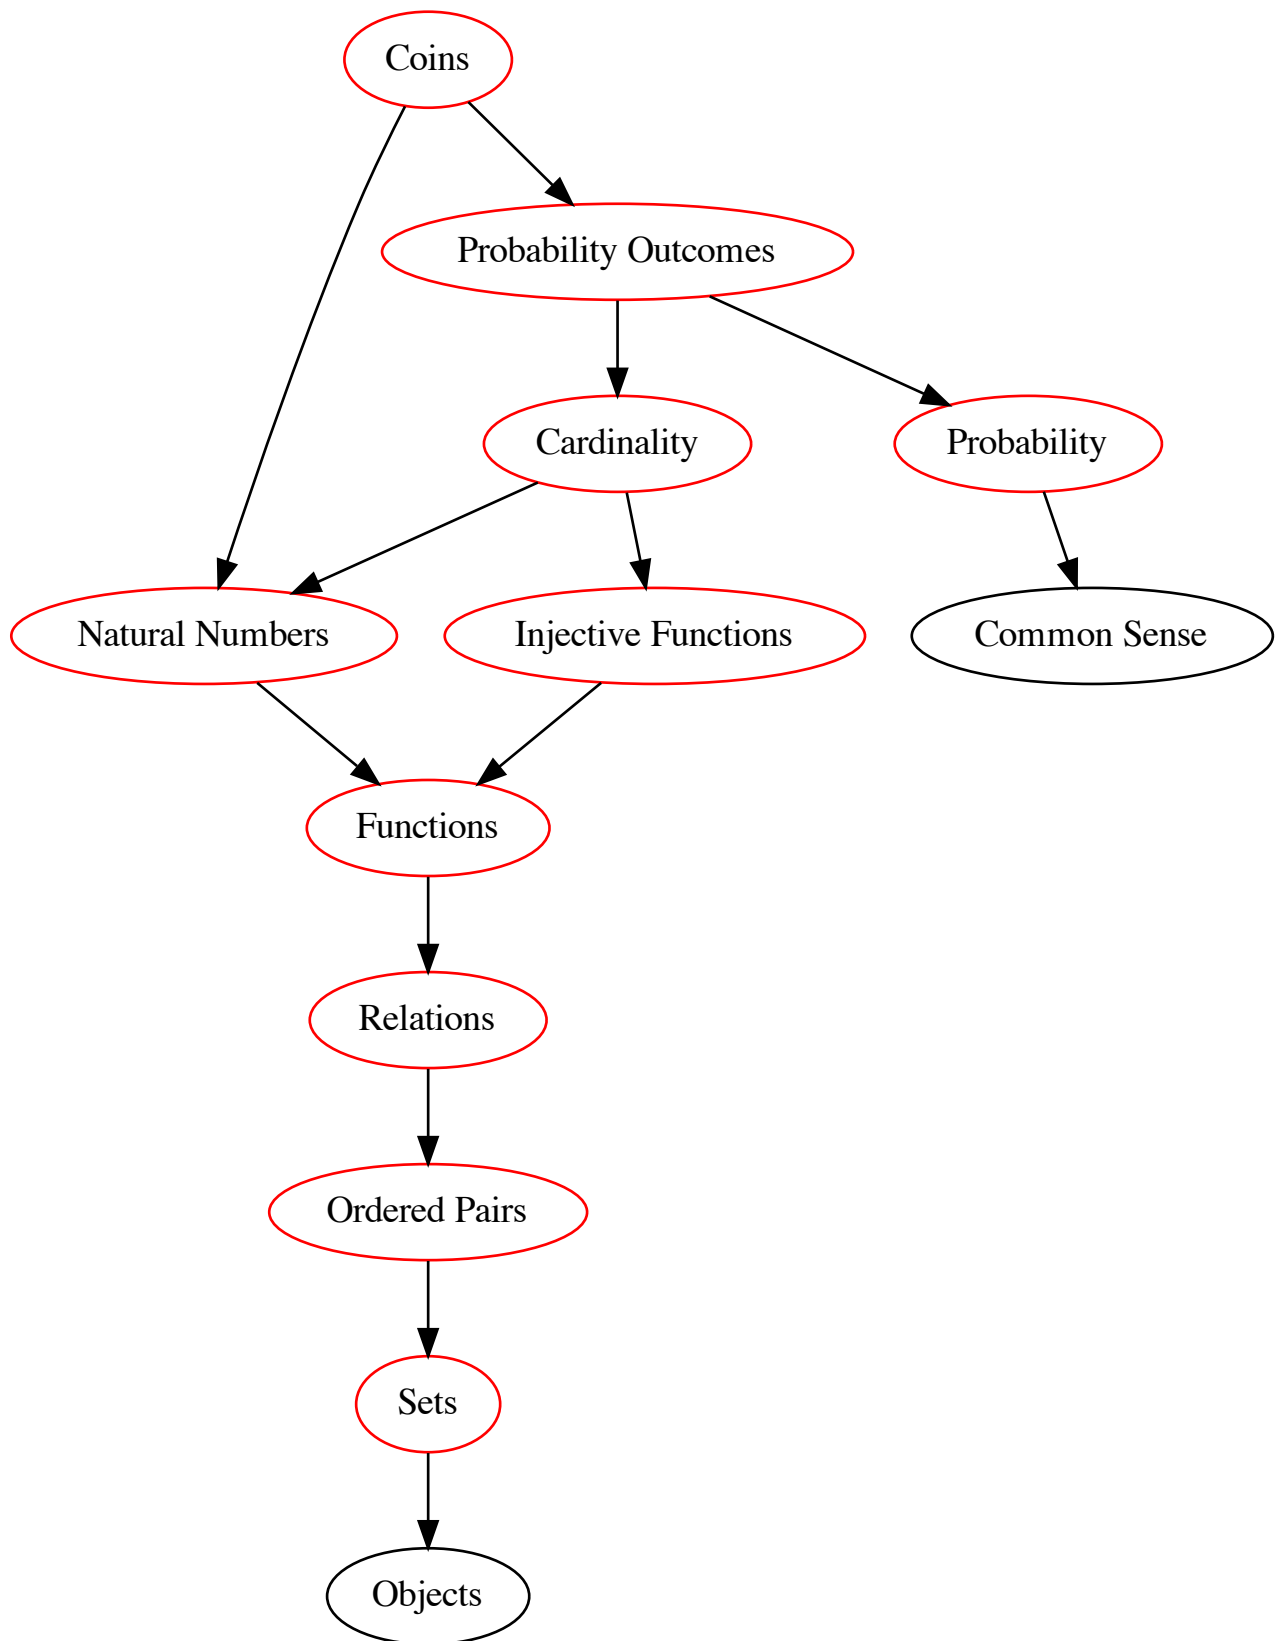 Coins
Probability Outcomes
Cardinality
Probability
Natural Numbers
Injective Functions
Common Sense
Functions
Relations
Ordered Pairs
Sets
Objects